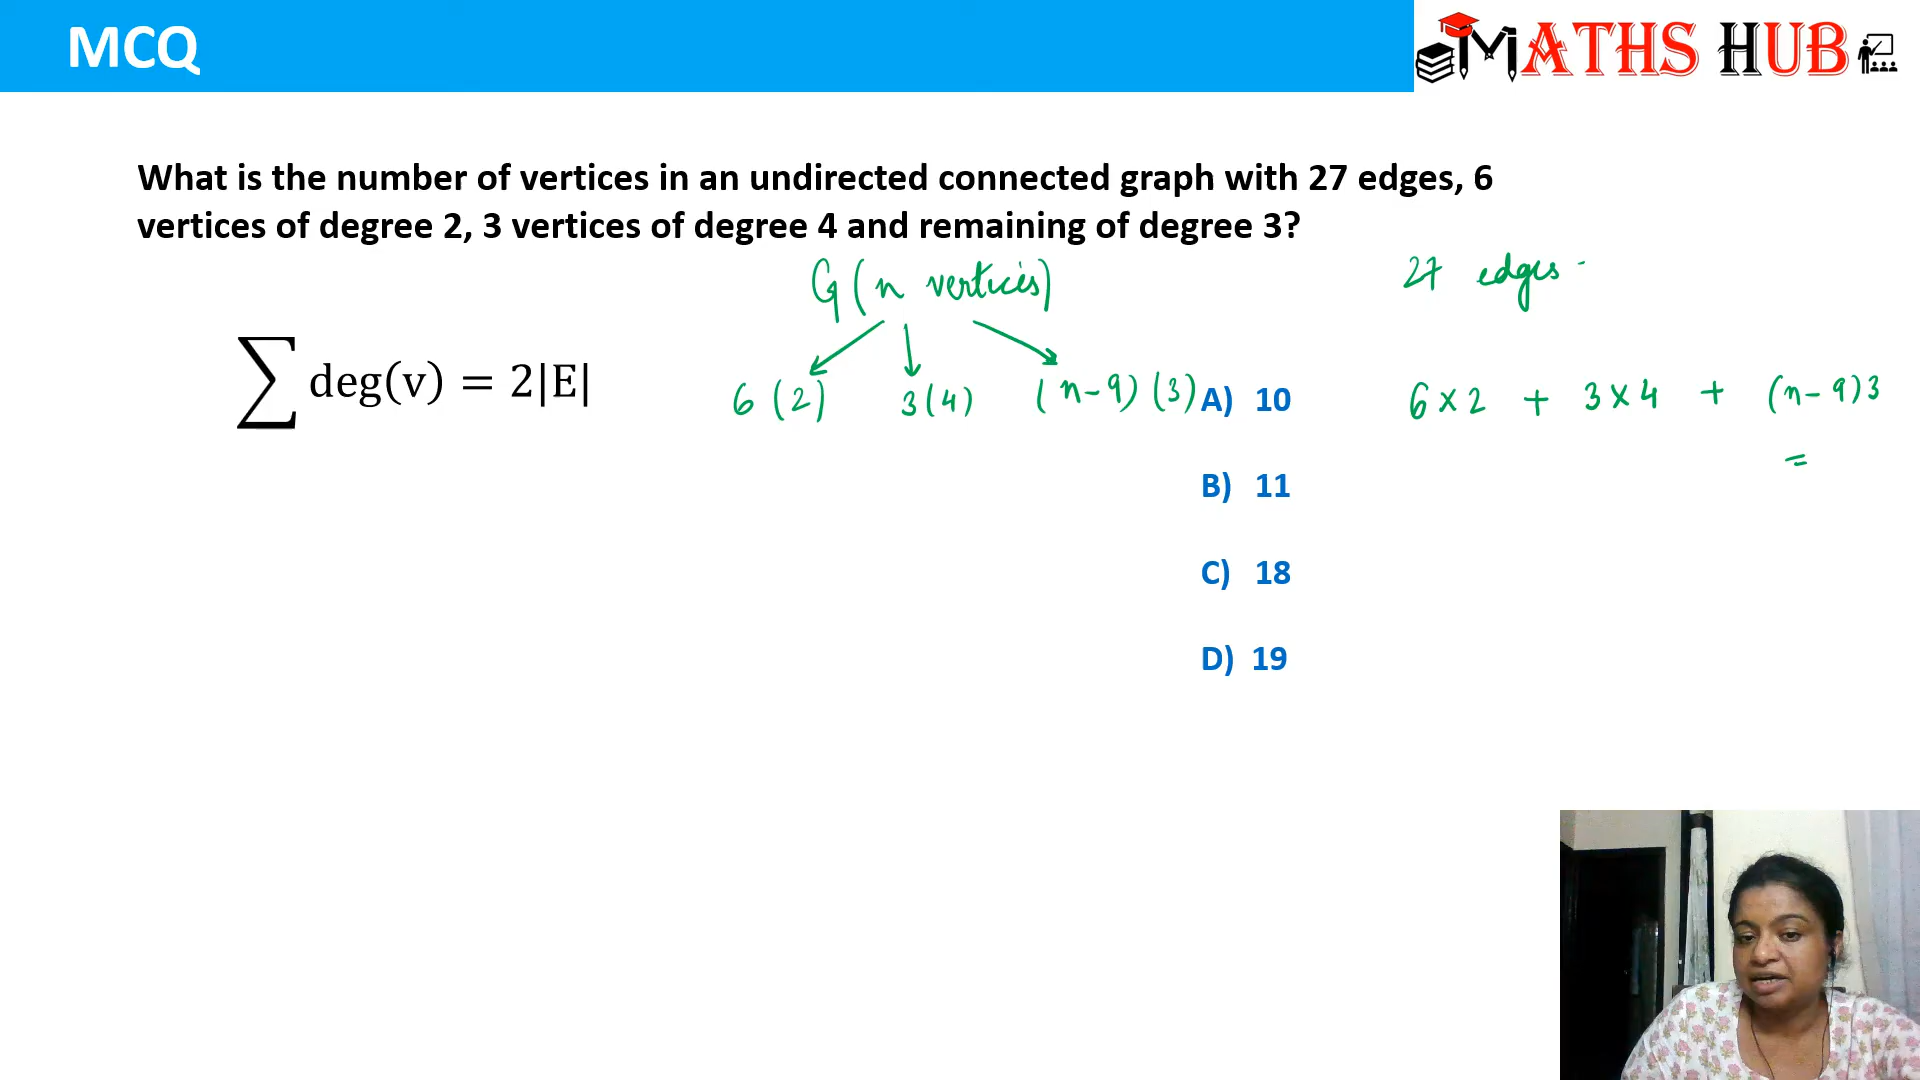 MCQ
MATHS HUB
What is the number of vertices in an undirected connected graph with 27 edges, 6
vertices of degree 2, 3 vertices of degree 4 and remaining of degree 3?
27 edges
G (n vertices)
∑ deg(v) = 2|E|
6 (2) 3(4) (n-9) (3)
A) 10
6 × 2 + 3 × 4 + (n-9)3
=
B) 11
C) 18
D) 19